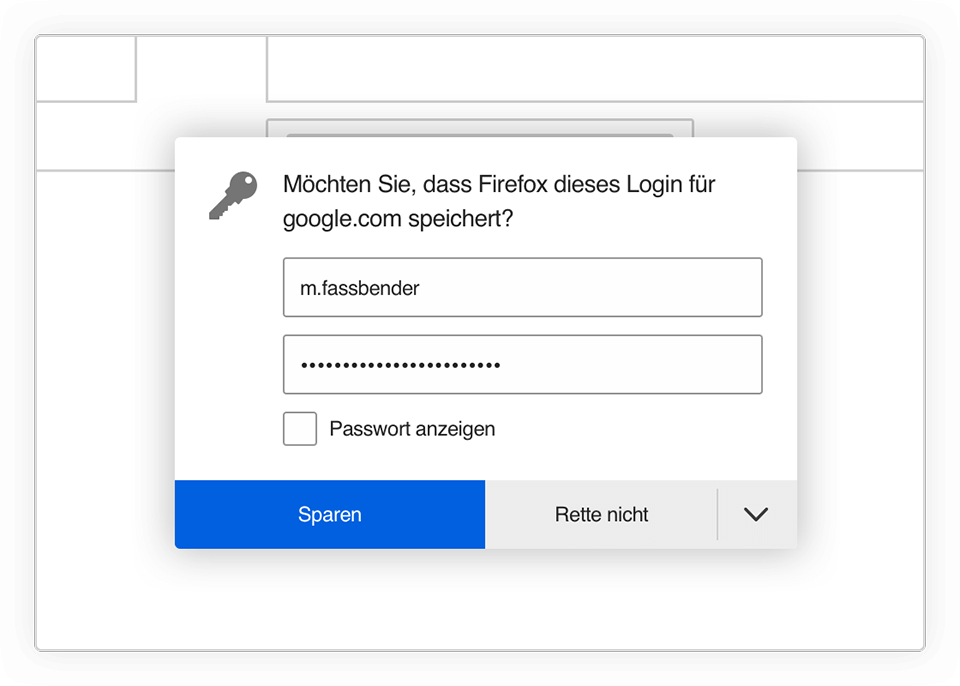 Möchten Sie, dass Firefox dieses Login für
google.com speichert?
m.fassbender
••••••••••••••••••••••••
Passwort anzeigen
Sparen
Rette nicht